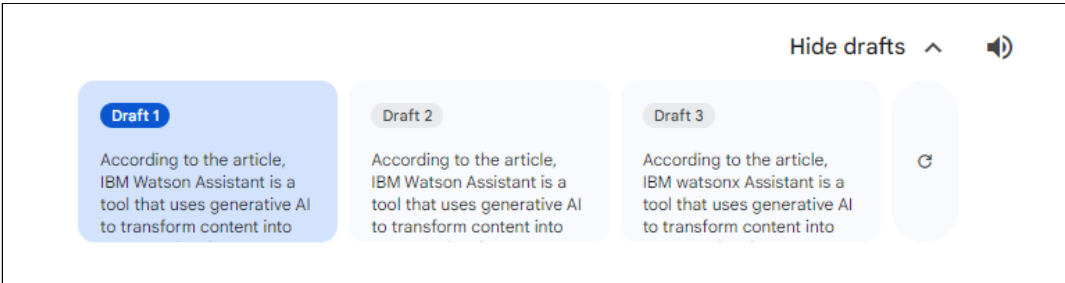 Hide drafts
Draft 1
According to the article,
IBM Watson Assistant is a
tool that uses generative AI
to transform content into
Draft 2
According to the article,
IBM Watson Assistant is a
tool that uses generative AI
to transform content into
Draft 3
According to the article,
IBM watsonx Assistant is a
tool that uses generative AI
to transform content into